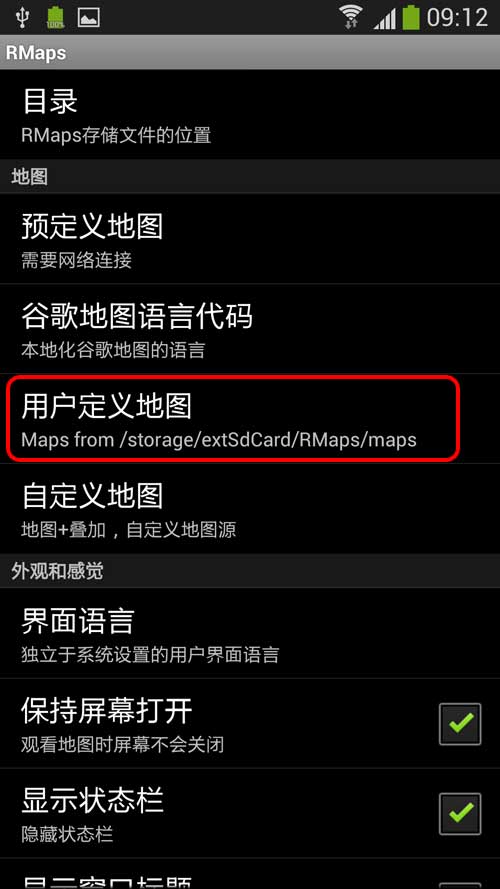 100%
09:12
RMaps
目录
RMaps存储文件的位置
地图
预定义地图
需要网络连接
谷歌地图语言代码
本地化谷歌地图的语言
用户定义地图
Maps from /storage/extSdCard/RMaps/maps
自定义地图
地图+叠加，自定义地图源
外观和感觉
界面语言
独立于系统设置的用户界面语言
保持屏幕打开
观看地图时屏幕不会关闭
显示状态栏
隐藏状态栏
显示窗口标题